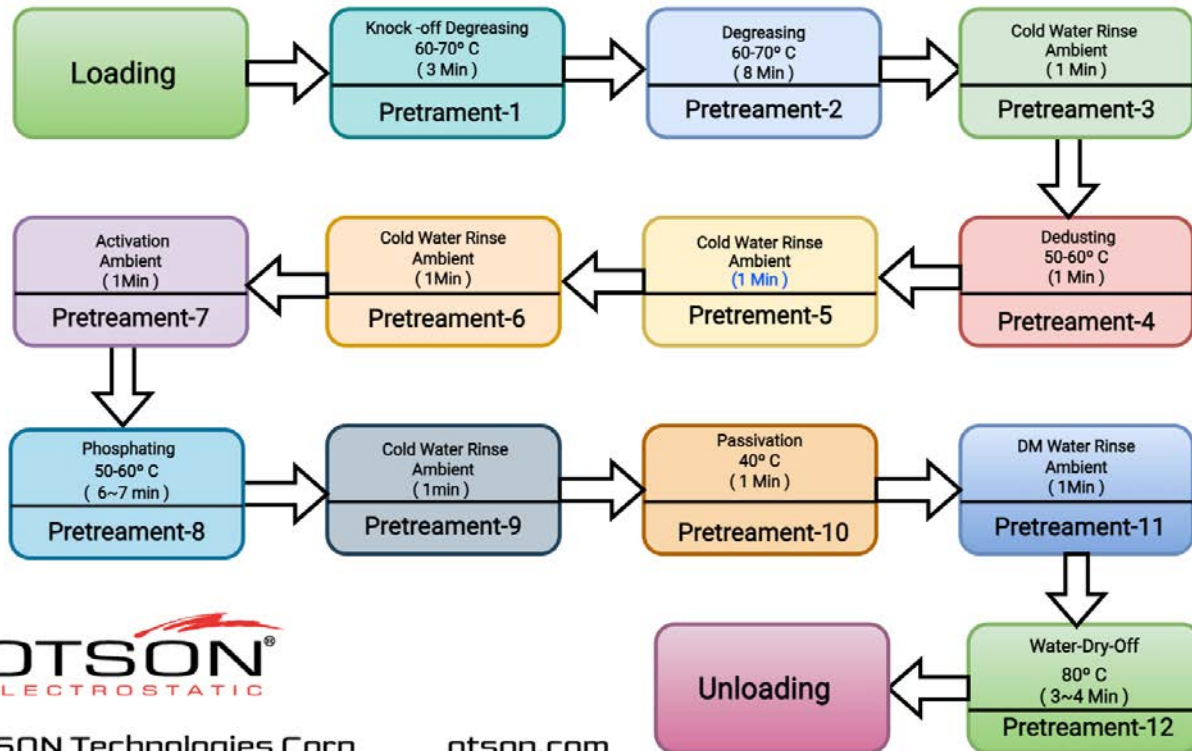 Loading
Knock -off Degreasing
60-70º C
( 3 Min )
Pretrament-1
Degreasing
60-70º C
( 8 Min )
Pretreament-2
Cold Water Rinse
Ambient
( 1 Min )
Pretreament-3
Dedusting
50-60º C
(1 Min )
Pretreament-4
Cold Water Rinse
Ambient
(1 Min )
Pretrement-5
Cold Water Rinse
Ambient
(1Min )
Pretreament-6
Activation
Ambient
( 1Min )
Pretreament-7
Phosphating
50-60º C
( 6~7 min )
Pretreament-8
Cold Water Rinse
Ambient
( 1min )
Pretreament-9
Passivation
40º C
( 1 Min )
Pretreament-10
DM Water Rinse
Ambient
( 1Min )
Pretreament-11
Water-Dry-Off
80º C
( 3~4 Min )
Pretreament-12
Unloading
OTSON®
LECTROSTATIC
SON Technologies Corp
otson.com